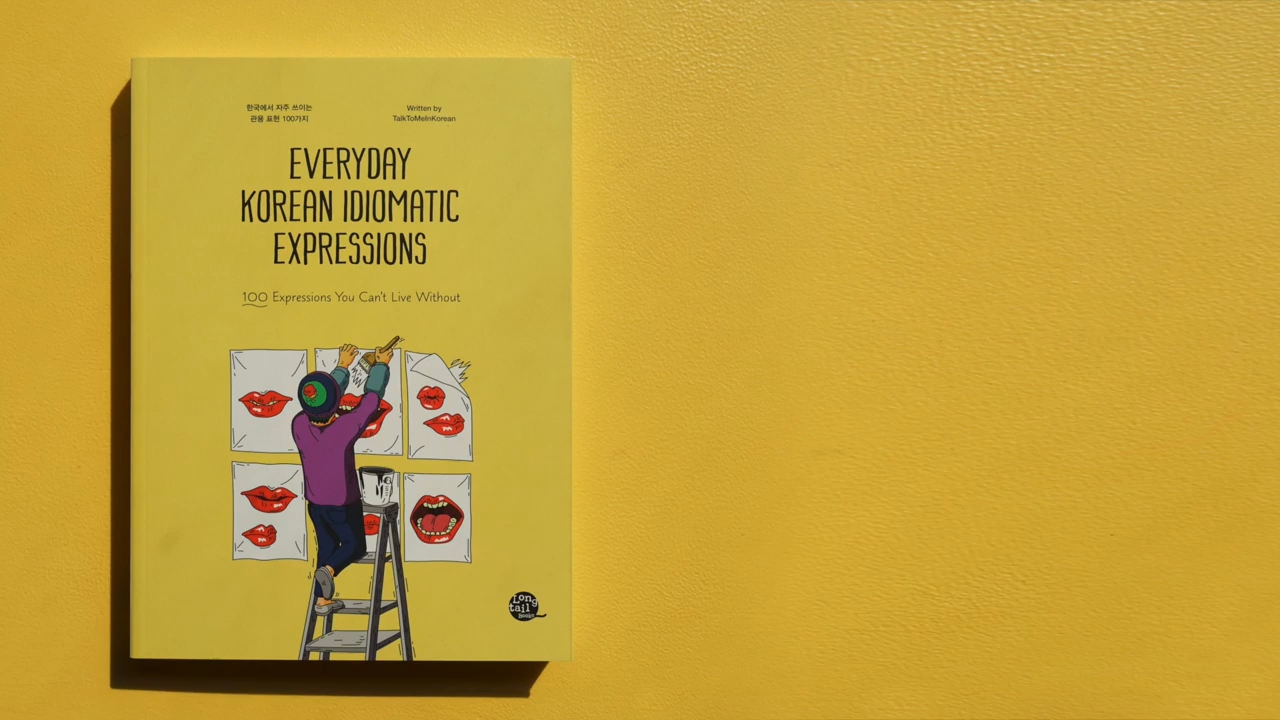 한국에서 자주 쓰이는
관용 표현 100가지
Written by
TalkToMeInKorean
EVERYDAY
KOREAN IDIOMATIC
EXPRESSIONS
100 Expressions You Can't Live Without
Long
tail
Books